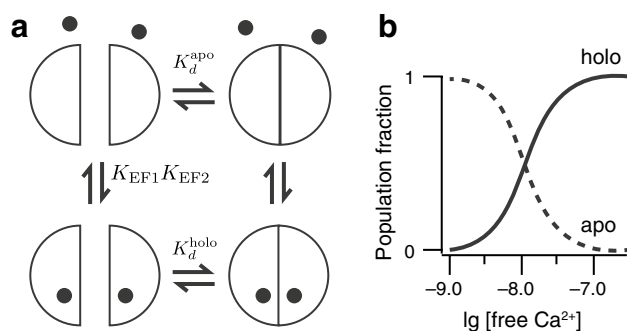 a
K_d^apo
K_EF1 K_EF2
K_d^holo
b
holo
1
Population fraction
apo
0
−9.0 −8.0 −7.0
lg [free Ca²⁺]